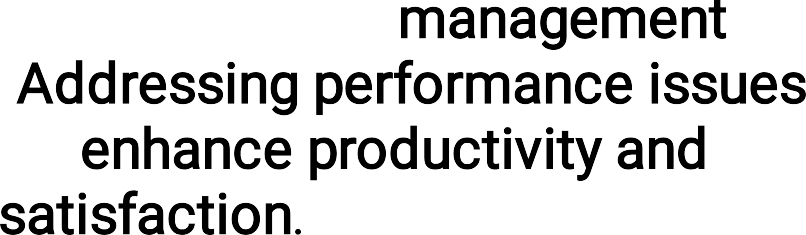 management
Addressing performance issues
enhance productivity and
satisfaction.